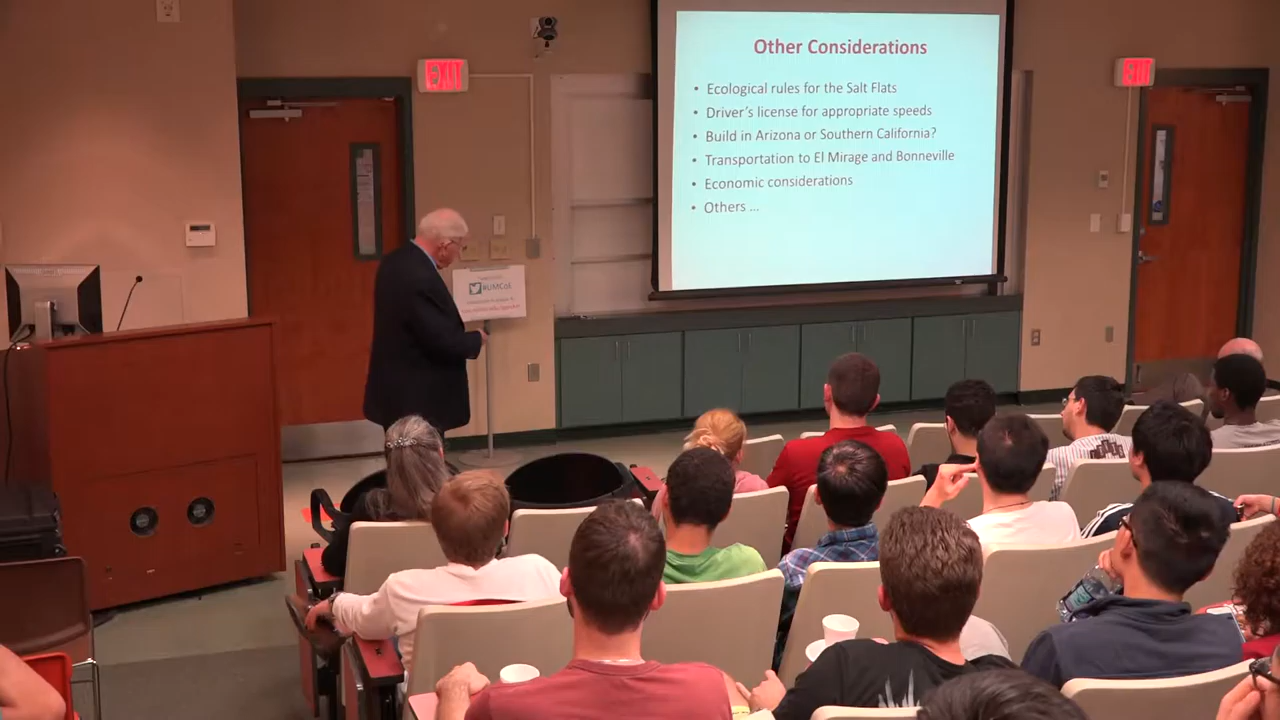 Other Considerations
EXIT
EXIT
• Ecological rules for the Salt Flats
• Driver's license for appropriate speeds
• Build in Arizona or Southern California?
• Transportation to El Mirage and Bonneville
• Economic considerations
• Others ...
#UMCoE